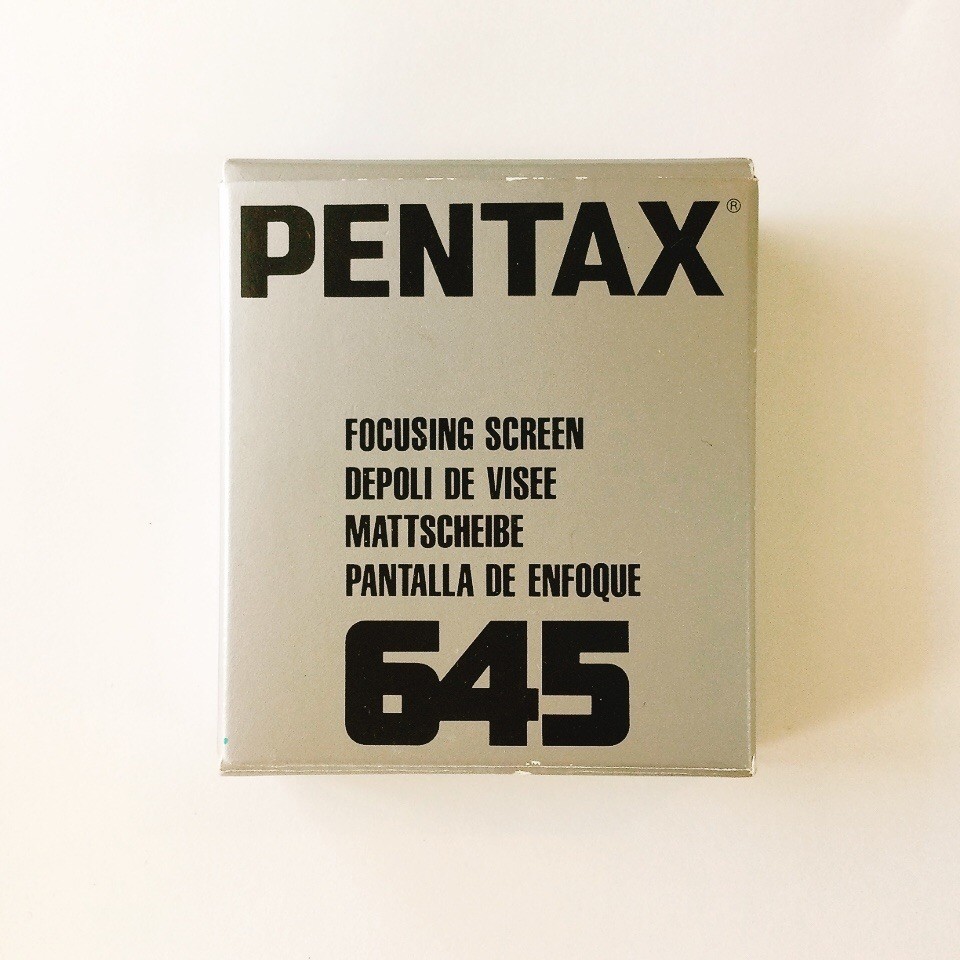 PENTAX®
FOCUSING SCREEN
DEPOLI DE VISEE
MATTSCHEIBE
PANTALLA DE ENFOQUE
645